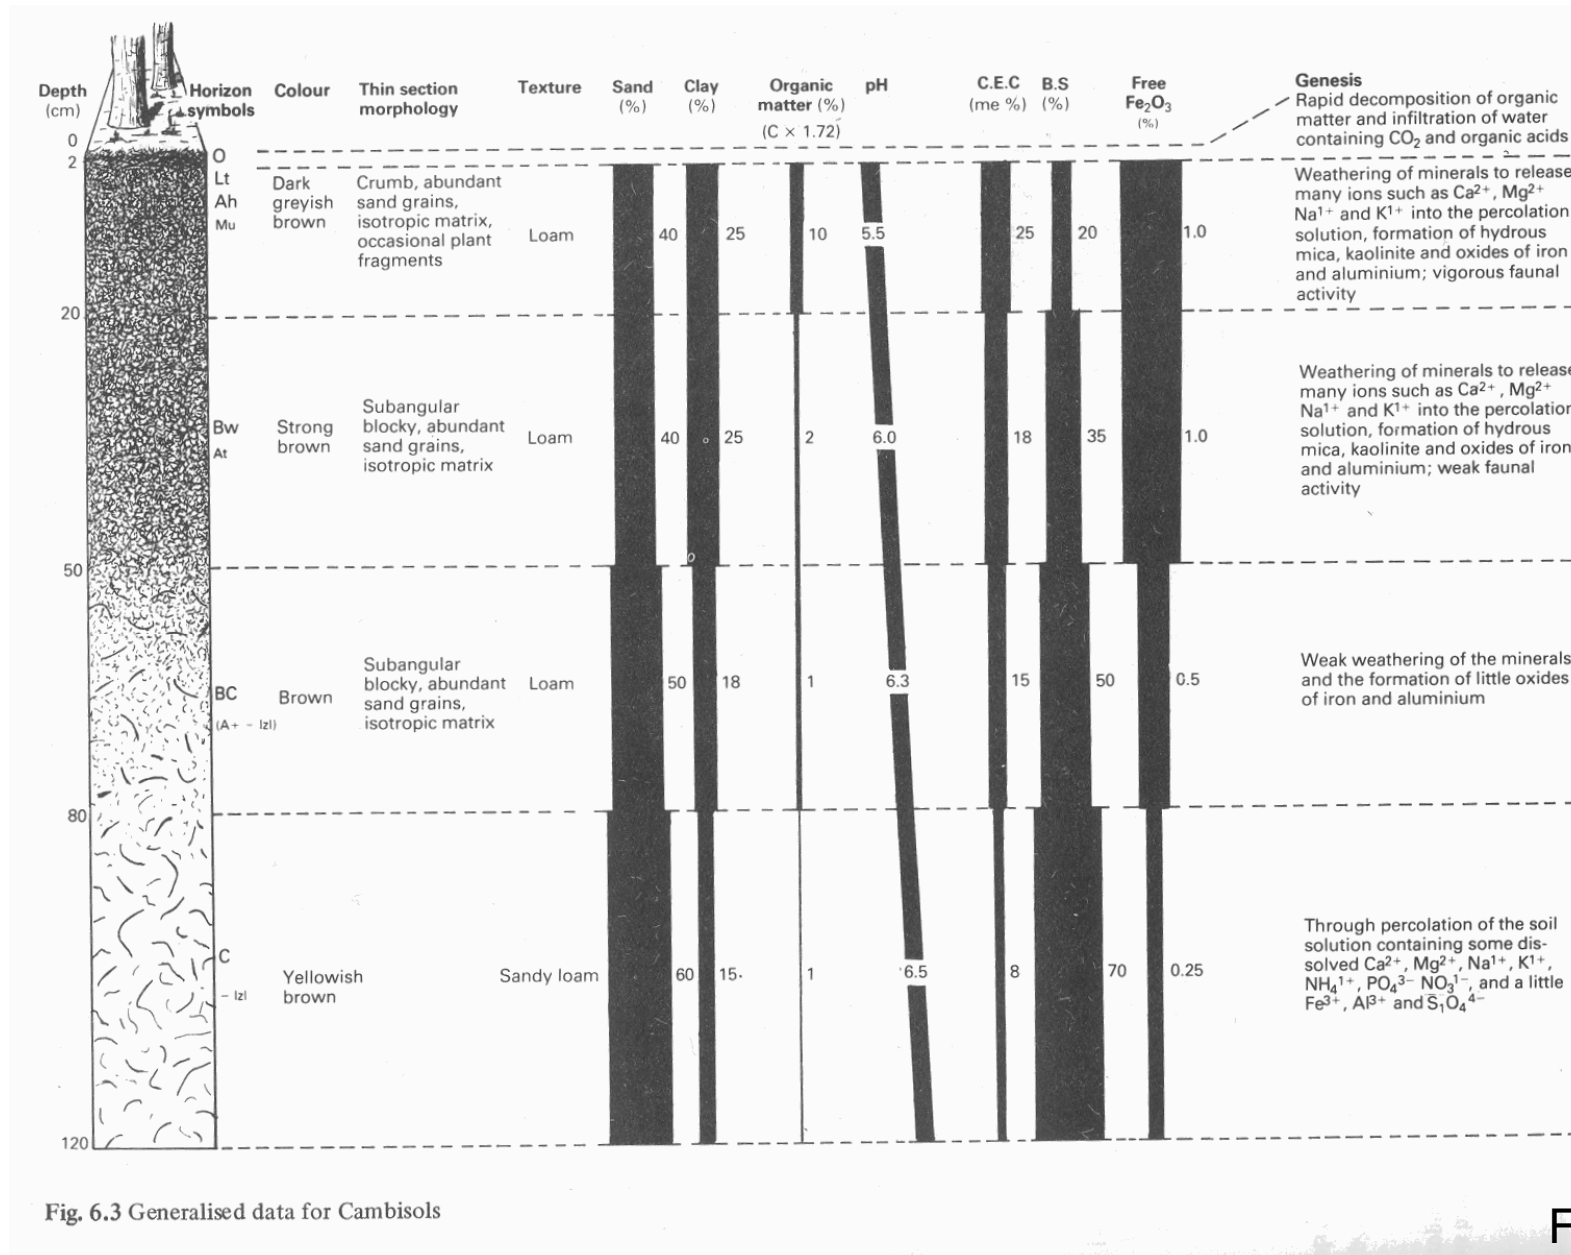 Depth
(cm)
Horizon
symbols
Colour
Thin section
morphology
Texture
Sand
(%)
Clay
(%)
Organic
matter (%)
(C × 1.72)
pH
C.E.C
(me %)
B.S
(%)
Free
Fe₂O₃
(%)
Genesis
Rapid decomposition of organic
matter and infiltration of water
containing CO₂ and organic acids
0
2
O
Lt
Ah
Mu
Dark
greyish
brown
Crumb, abundant
sand grains,
isotropic matrix,
occasional plant
fragments
Loam
40
25
10
5.5
25
20
1.0
Weathering of minerals to release
many ions such as Ca²⁺, Mg²⁺
Na¹⁺ and K¹⁺ into the percolation
solution, formation of hydrous
mica, kaolinite and oxides of iron
and aluminium; vigorous faunal
activity
20
Bw
At
Strong
brown
Subangular
blocky, abundant
sand grains,
isotropic matrix
Loam
40
25
2
6.0
18
35
1.0
Weathering of minerals to release
many ions such as Ca²⁺, Mg²⁺
Na¹⁺ and K¹⁺ into the percolation
solution, formation of hydrous
mica, kaolinite and oxides of iron
and aluminium; weak faunal
activity
50
BC
(A+ – Izl)
Brown
Subangular
blocky, abundant
sand grains,
isotropic matrix
Loam
50
18
1
6.3
15
50
0.5
Weak weathering of the minerals
and the formation of little oxides
of iron and aluminium
80
C
– Izl
Yellowish
brown
Sandy loam
60
15
1
6.5
8
70
0.25
Through percolation of the soil
solution containing some dis-
solved Ca²⁺, Mg²⁺, Na¹⁺, K¹⁺,
NH₄¹⁺, PO₄³⁻ NO₃¹⁻, and a little
Fe³⁺, Al³⁺ and S₁O₄⁴⁻
120
Fig. 6.3 Generalised data for Cambisols
F